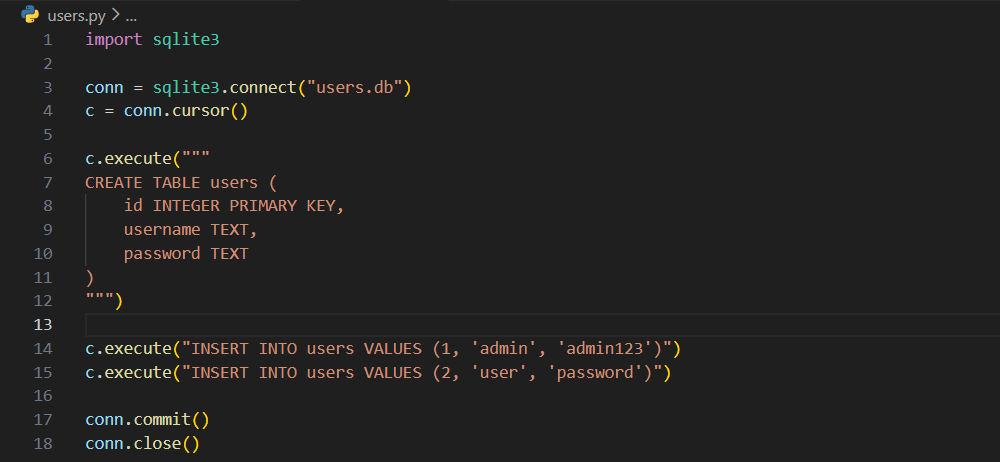 users.py > ...
1 import sqlite3
2
3 conn = sqlite3.connect("users.db")
4 c = conn.cursor()
5
6 c.execute("""
7 CREATE TABLE users (
8     id INTEGER PRIMARY KEY,
9     username TEXT,
10     password TEXT
11 )
12 """)
13
14 c.execute("INSERT INTO users VALUES (1, 'admin', 'admin123')")
15 c.execute("INSERT INTO users VALUES (2, 'user', 'password')")
16
17 conn.commit()
18 conn.close()